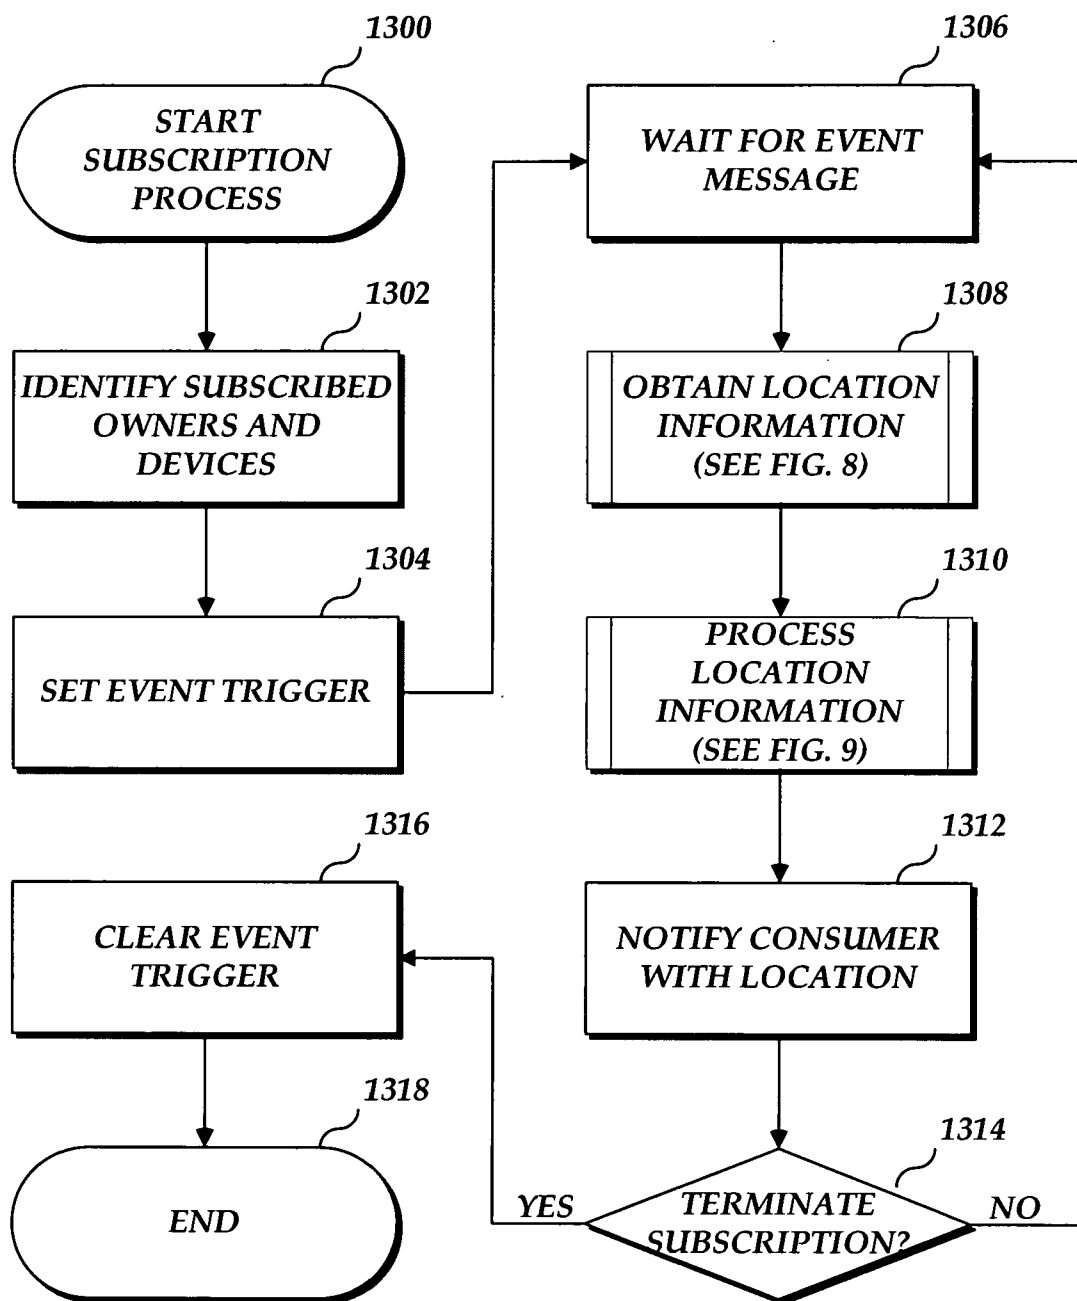 1300
START
SUBSCRIPTION
PROCESS
1302
IDENTIFY SUBSCRIBED
OWNERS AND
DEVICES
1304
SET EVENT TRIGGER
1306
WAIT FOR EVENT
MESSAGE
1308
OBTAIN LOCATION
INFORMATION
(SEE FIG. 8)
1310
PROCESS
LOCATION
INFORMATION
(SEE FIG. 9)
1312
NOTIFY CONSUMER
WITH LOCATION
1314
TERMINATE
SUBSCRIPTION?
YES
NO
1316
CLEAR EVENT
TRIGGER
1318
END